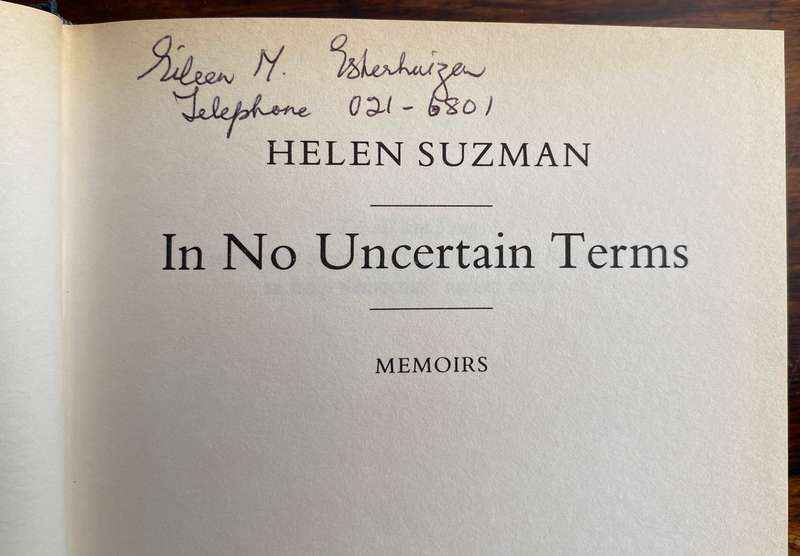 Eileen M. Esterhuizen
Telephone 021-6801
HELEN SUZMAN
In No Uncertain Terms
MEMOIRS